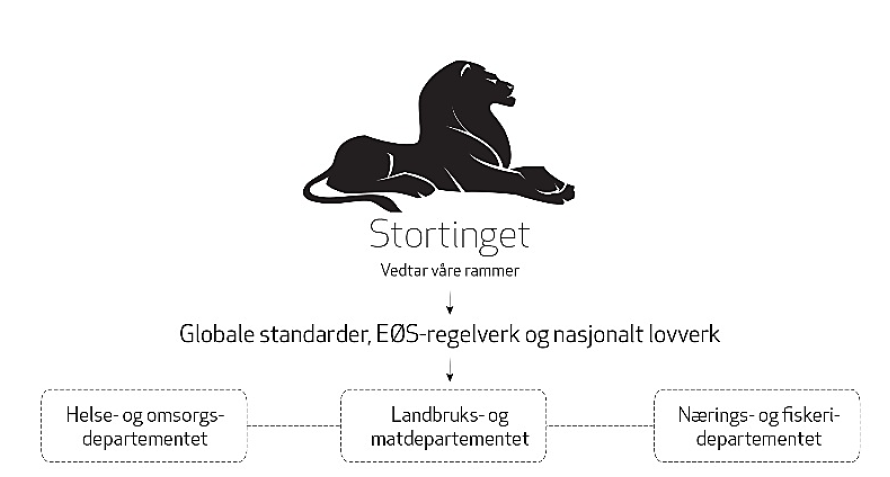 Stortinget
Vedtar våre rammer
Globale standarder, EØS-regelverk og nasjonalt lovverk
Helse- og omsorgs-
departementet
Landbruks- og
matdepartementet
Nærings- og fiskeri-
departementet